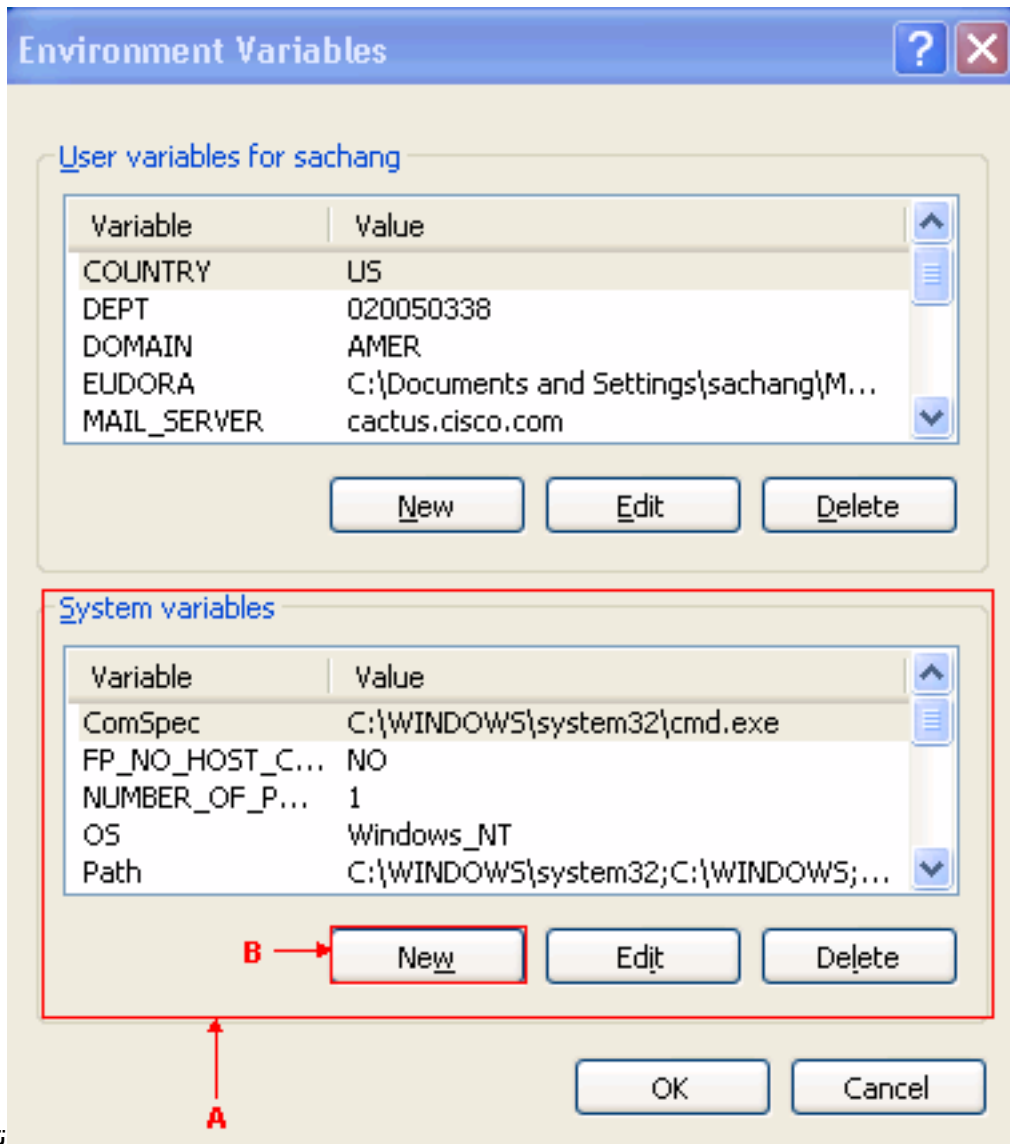 Environment Variables
User variables for sachang
Variable Value
COUNTRY US
DEPT 020050338
DOMAIN AMER
EUDORA C:\Documents and Settings\sachang\M...
MAIL_SERVER cactus.cisco.com
New Edit Delete
System variables
Variable Value
ComSpec C:\WINDOWS\system32\cmd.exe
FP_NO_HOST_C... NO
NUMBER_OF_P... 1
OS Windows_NT
Path C:\WINDOWS\system32;C:\WINDOWS;...
B New Edit Delete
OK Cancel
A